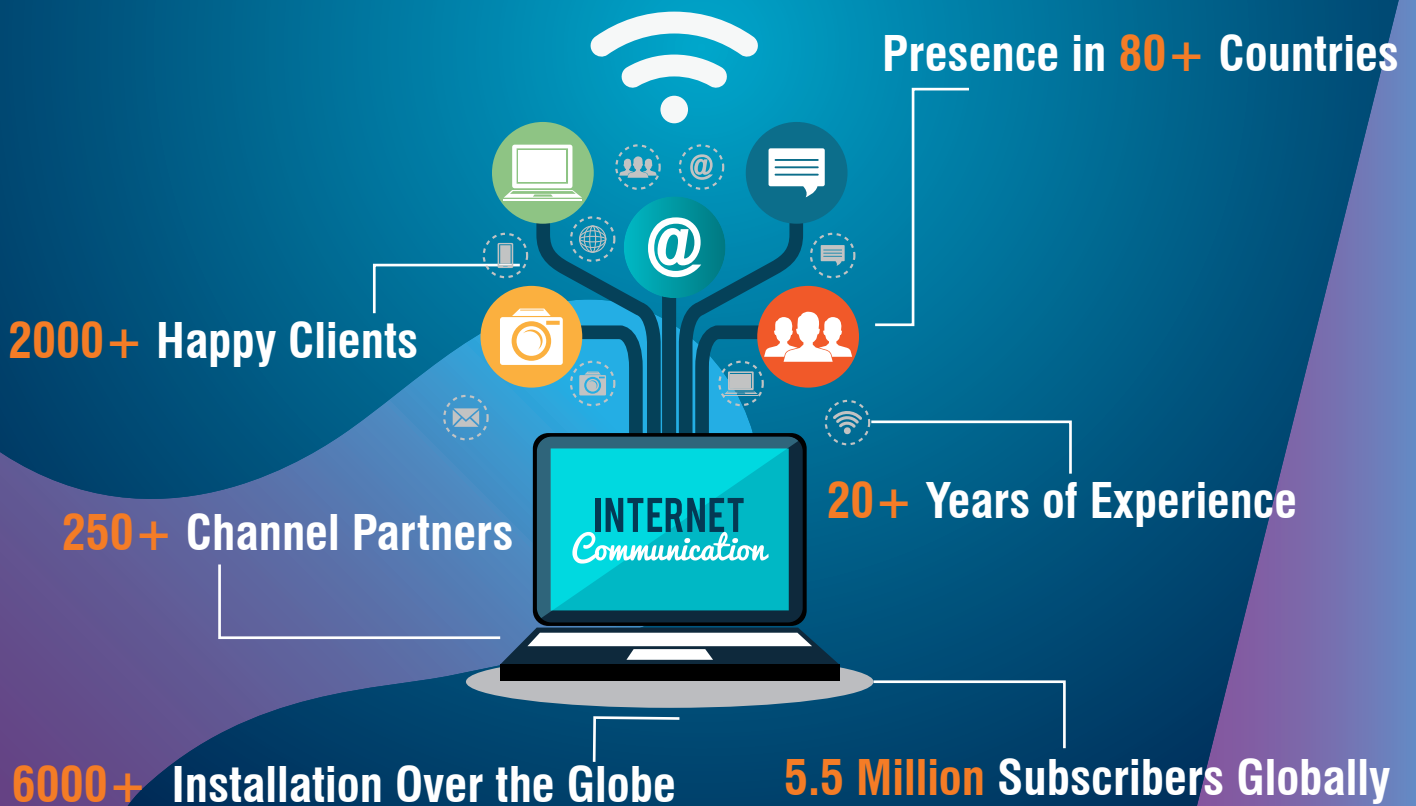 Presence in 80+ Countries
@
@
2000+ Happy Clients
20+ Years of Experience
INTERNET
Communication
250+ Channel Partners
5.5 Million Subscribers Globally
6000+ Installation Over the Globe